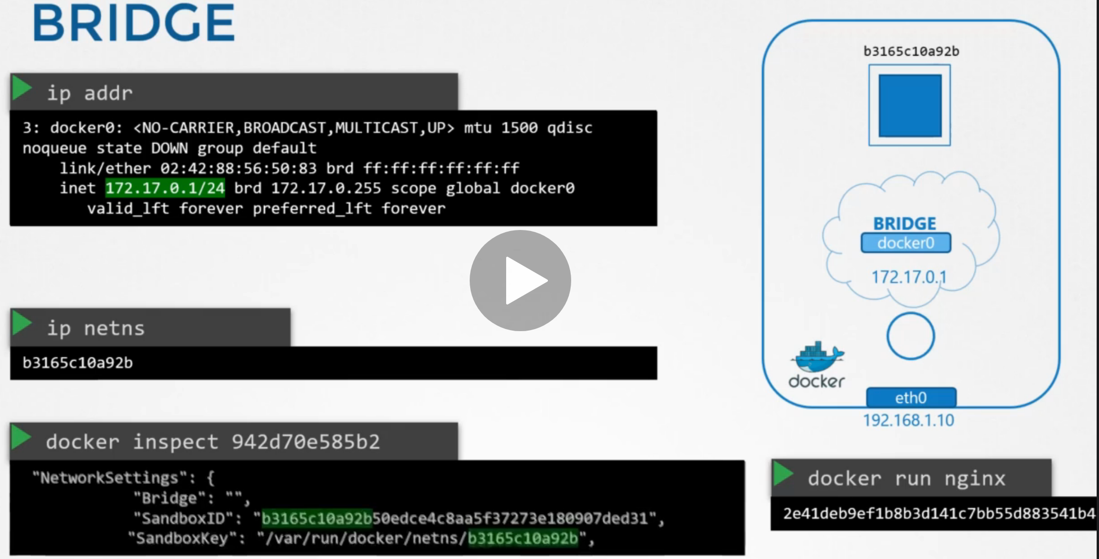 BRIDGE
ip addr
3: docker0: <NO-CARRIER,BROADCAST,MULTICAST,UP> mtu 1500 qdisc
noqueue state DOWN group default
link/ether 02:42:88:56:50:83 brd ff:ff:ff:ff:ff:ff
inet 172.17.0.1/24 brd 172.17.0.255 scope global docker0
valid_lft forever preferred_lft forever
ip netns
b3165c10a92b
docker inspect 942d70e585b2
"NetworkSettings": {
"Bridge": "",
"SandboxID": "b3165c10a92b50edce4c8aa5f37273e180907ded31",
"SandboxKey": "/var/run/docker/netns/b3165c10a92b",
b3165c10a92b
BRIDGE
docker0
172.17.0.1
docker
eth0
192.168.1.10
docker run nginx
2e41deb9ef1b8b3d141c7bb55d883541b4